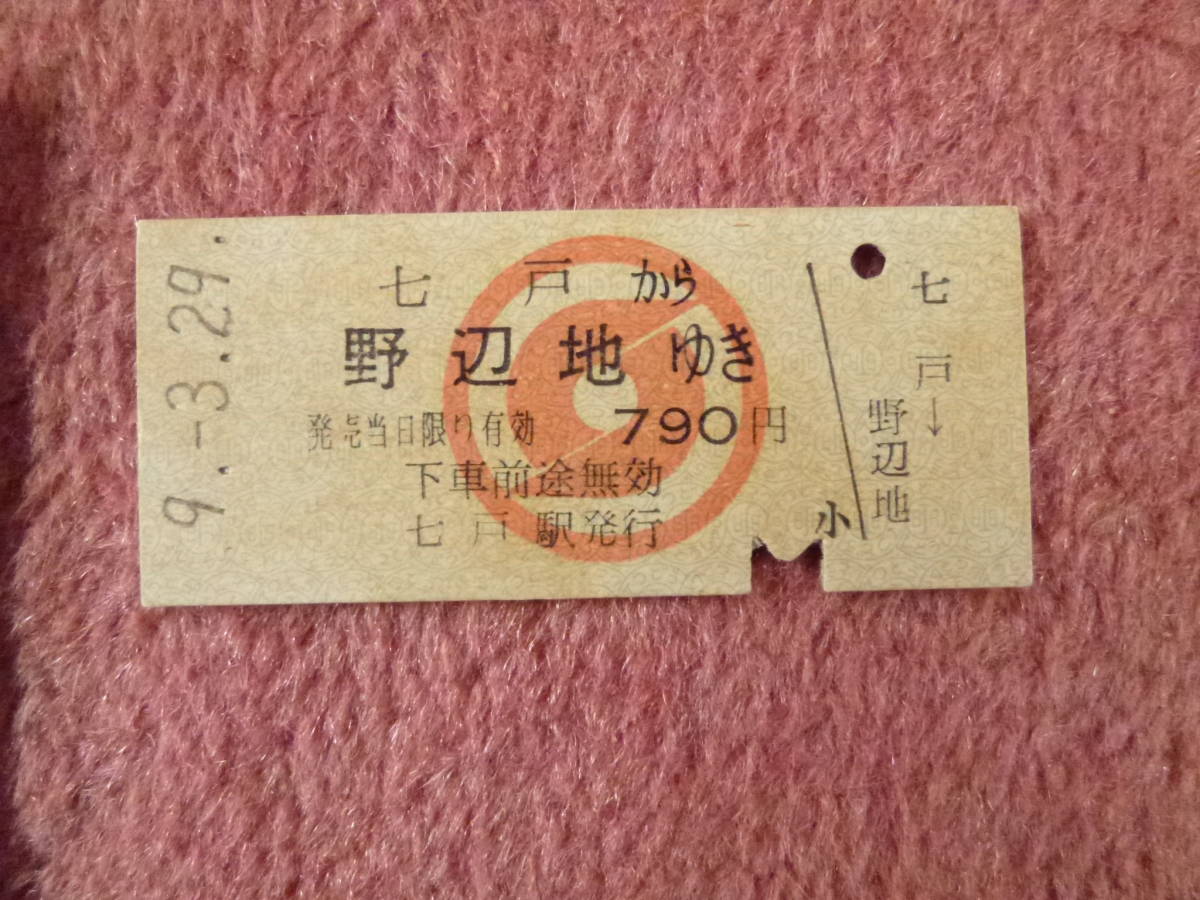 9.-3.29.
七戸から
野辺地ゆき
発売当日限り有効 790円
下車前途無効
七戸駅発行
小
七戸→
野辺地